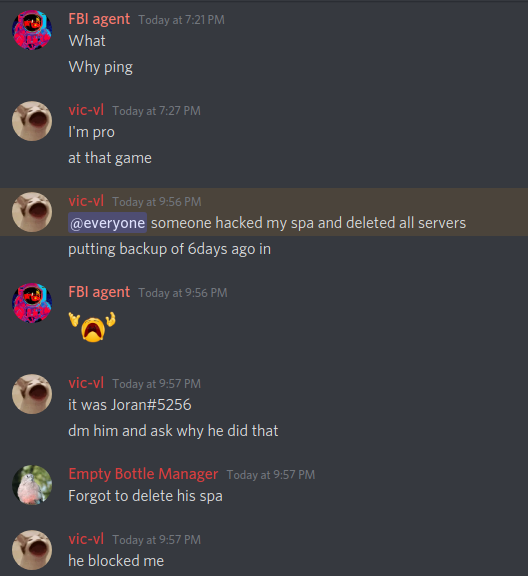 FBI agent Today at 7:21 PM
What
Why ping
vic-vl Today at 7:27 PM
I'm pro
at that game
vic-vl Today at 9:56 PM
@everyone someone hacked my spa and deleted all servers
putting backup of 6days ago in
FBI agent Today at 9:56 PM
vic-vl Today at 9:57 PM
it was Joran#5256
dm him and ask why he did that
Empty Bottle Manager Today at 9:57 PM
Forgot to delete his spa
vic-vl Today at 9:57 PM
he blocked me